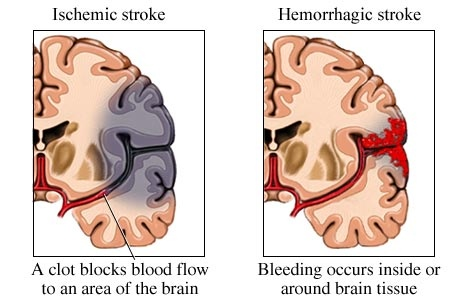 Ischemic stroke
Hemorrhagic stroke
A clot blocks blood flow
to an area of the brain
Bleeding occurs inside or
around brain tissue